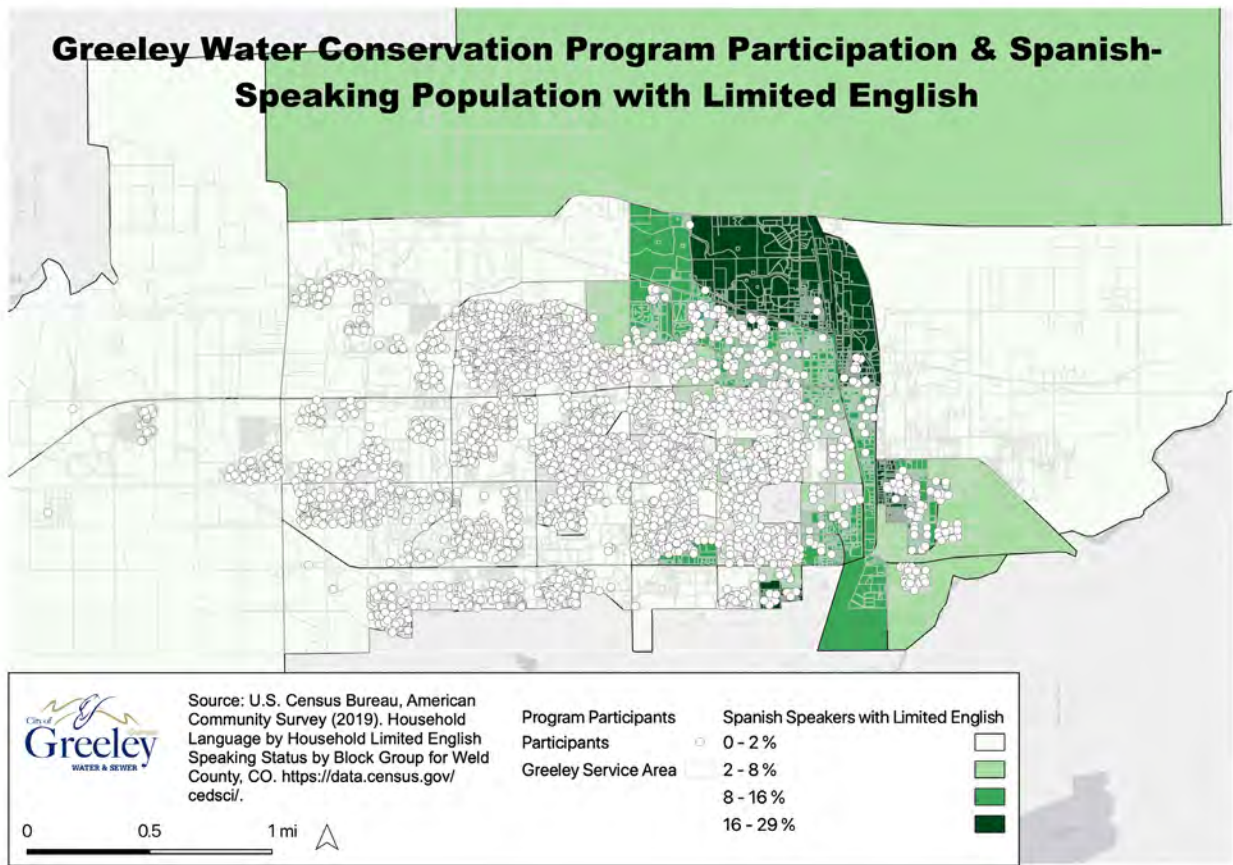 Greeley Water Conservation Program Participation & Spanish-
Speaking Population with Limited English
City of
Greeley
WATER & SEWER
Source: U.S. Census Bureau, American
Community Survey (2019). Household
Language by Household Limited English
Speaking Status by Block Group for Weld
County, CO. https://data.census.gov/
cedsci/.
0 0.5 1 mi
Program Participants
Participants
Greeley Service Area
Spanish Speakers with Limited English
0 - 2 %
2 - 8 %
8 - 16 %
16 - 29 %